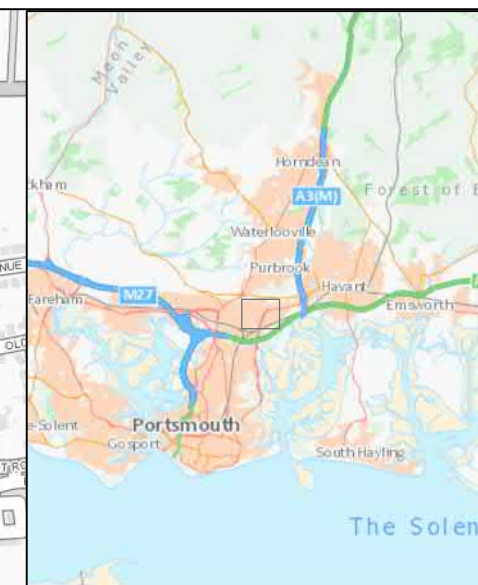 Meon
Valley
Horndean
ckham
A3(M)
Forest of
Waterlooville
NUE
Purbrook
Havant
M27
Fareham
Emsworth
OLD
Portsmouth
e-Solent
Gosport
South Hayling
T RO
The Solen